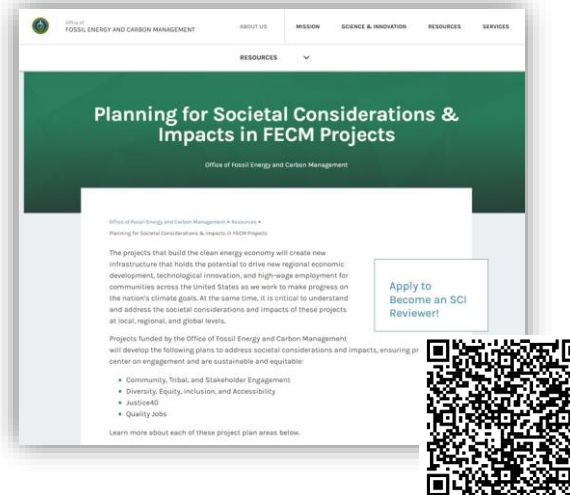 Office of
FOSSIL ENERGY AND CARBON MANAGEMENT
ABOUT US
MISSION
SCIENCE & INNOVATION
RESOURCES
SERVICES
RESOURCES
Planning for Societal Considerations &
Impacts in FECM Projects
Office of Fossil Energy and Carbon Management
Office of Fossil Energy and Carbon Management • Resources •
Planning for Societal Considerations & Impacts in FECM Projects
The projects that build the clean energy economy will create new
infrastructure that holds the potential to drive new regional economic
development, technological innovation, and high-wage employment for
communities across the United States as we work to make progress on
the nation's climate goals. At the same time, it is critical to understand
and address the societal considerations and impacts of these projects
at local, regional, and global levels.
Apply to
Become an SCI
Reviewer!
Projects funded by the Office of Fossil Energy and Carbon Management
will develop the following plans to address societal considerations and impacts, ensuring pr
center on engagement and are sustainable and equitable:
• Community, Tribal, and Stakeholder Engagement
• Diversity, Equity, Inclusion, and Accessibility
• Justice40
• Quality Jobs
Learn more about each of these project plan areas below.